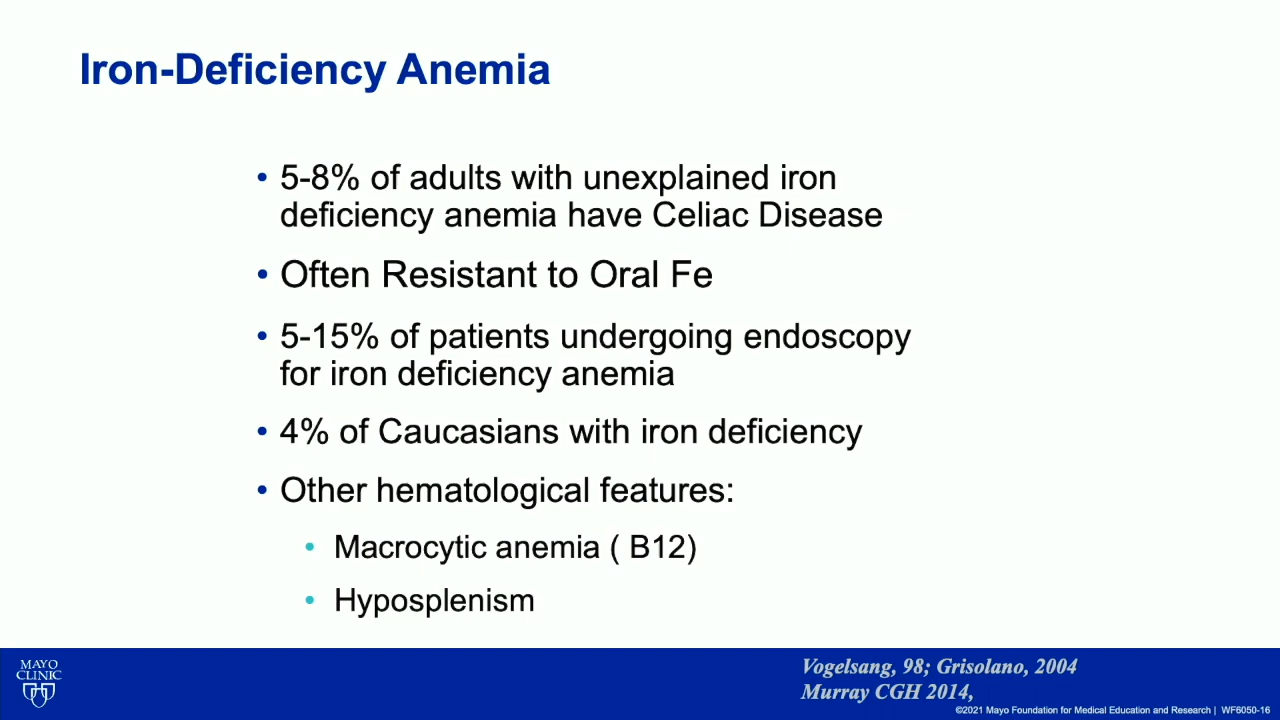 Iron-Deficiency Anemia
• 5-8% of adults with unexplained iron
deficiency anemia have Celiac Disease
• Often Resistant to Oral Fe
• 5-15% of patients undergoing endoscopy
for iron deficiency anemia
• 4% of Caucasians with iron deficiency
• Other hematological features:
• Macrocytic anemia ( B12)
• Hyposplenism
MAYO
CLINIC
Vogelsang, 98; Grisolano, 2004
Murray CGH 2014,
©2021 Mayo Foundation for Medical Education and Research | WF6050-16